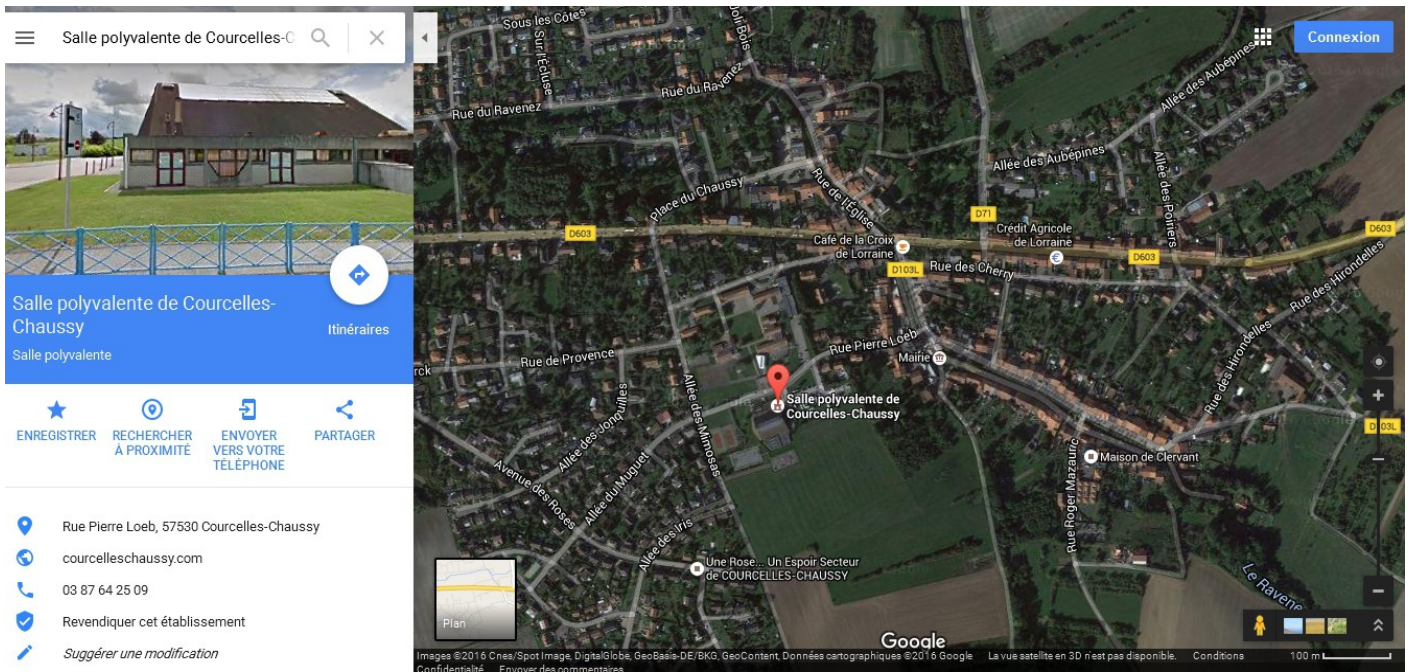 Salle polyvalente de Courcelles-C
Connexion
Salle polyvalente de Courcelles-
Chaussy
Itinéraires
Salle polyvalente
ENREGISTRER
RECHERCHER
À PROXIMITÉ
ENVOYER
VERS VOTRE
TÉLÉPHONE
PARTAGER
Rue Pierre Loeb, 57530 Courcelles-Chaussy
courcelleschaussy.com
03 87 64 25 09
Revendiquer cet établissement
Suggérer une modification
Sous les Côtes
Sur l'Écluse
Joli Bois
Rue du Ravenez
Rue du Ravenez
Allée des Aubépines
Allée des Aubépines
Allée des Poiriers
Place du Chaussy
Rue de l'Église
D71
D603
Crédit Agricole
de Lorraine
D603
D603
Café de la Croix
de Lorraine
D103L
Rue des Cherry
Rue des Hirondelles
Rue des Hirondelles
Rue Pierre Loeb
Mairie
Rue de Provence
rck
Allée des Mimosas
Salle polyvalente de
Courcelles-Chaussy
Allée des Jonquilles
D103L
Avenue des Roses
Allée du Muguet
Maison de Clervant
Rue Roger Mazauric
Allée des Iris
Une Rose... Un Espoir Secteur
de COURCELLES-CHAUSSY
Le Ravene
Plan
Google
Images ©2016 Cnes/Spot Image, DigitalGlobe, GeoBasis-DE/BKG, GeoContent, Données cartographiques ©2016 Google
La vue satellite en 3D n'est pas disponible.
Conditions
100 m
Confidentialité
Envoyer des commentaires